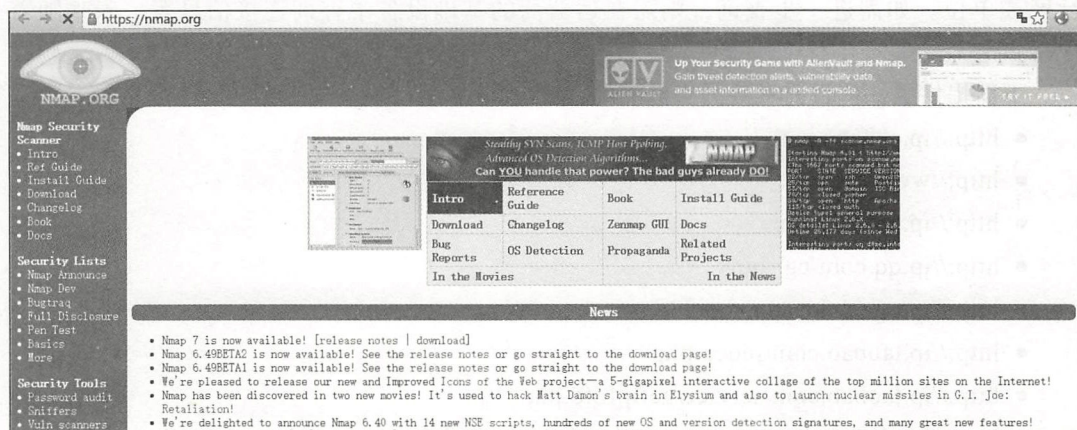 https://nmap.org
NMAP.ORG
ALIEN VAULT
Up Your Security Game with AlienVault and Nmap.
Gain threat detection alerts, vulnerability data,
and asset information in a unified console.
TRY IT FREE
Nmap Security
Scanner
• Intro
• Ref Guide
• Install Guide
• Download
• Changelog
• Book
• Docs
Security Lists
• Nmap Announce
• Nmap Dev
• Bugtraq
• Full Disclosure
• Pen Test
• Basics
• More
Security Tools
• Password audit
• Sniffers
• Vuln scanners
Stealthy SYN Scans, ICMP Host Probing,
Advanced OS Detection Algorithms...
NMAP
Can YOU handle that power? The bad guys already DO!
Intro
Reference Guide
Book
Install Guide
Download
Changelog
Zenmap GUI
Docs
Bug Reports
OS Detection
Propaganda
Related Projects
In the Movies
In the News
News
• Nmap 7 is now available! [release notes | download]
• Nmap 6.49BETA2 is now available! See the release notes or go straight to the download page!
• Nmap 6.49BETA1 is now available! See the release notes or go straight to the download page!
• We're pleased to release our new and Improved Icons of the Web project—a 5-gigapixel interactive collage of the top million sites on the Internet!
• Nmap has been discovered in two new movies! It's used to hack Matt Damon's brain in Elysium and also to launch nuclear missiles in G.I. Joe:
Retaliation!
• We're delighted to announce Nmap 6.40 with 14 new NSE scripts, hundreds of new OS and version detection signatures, and many great new features!